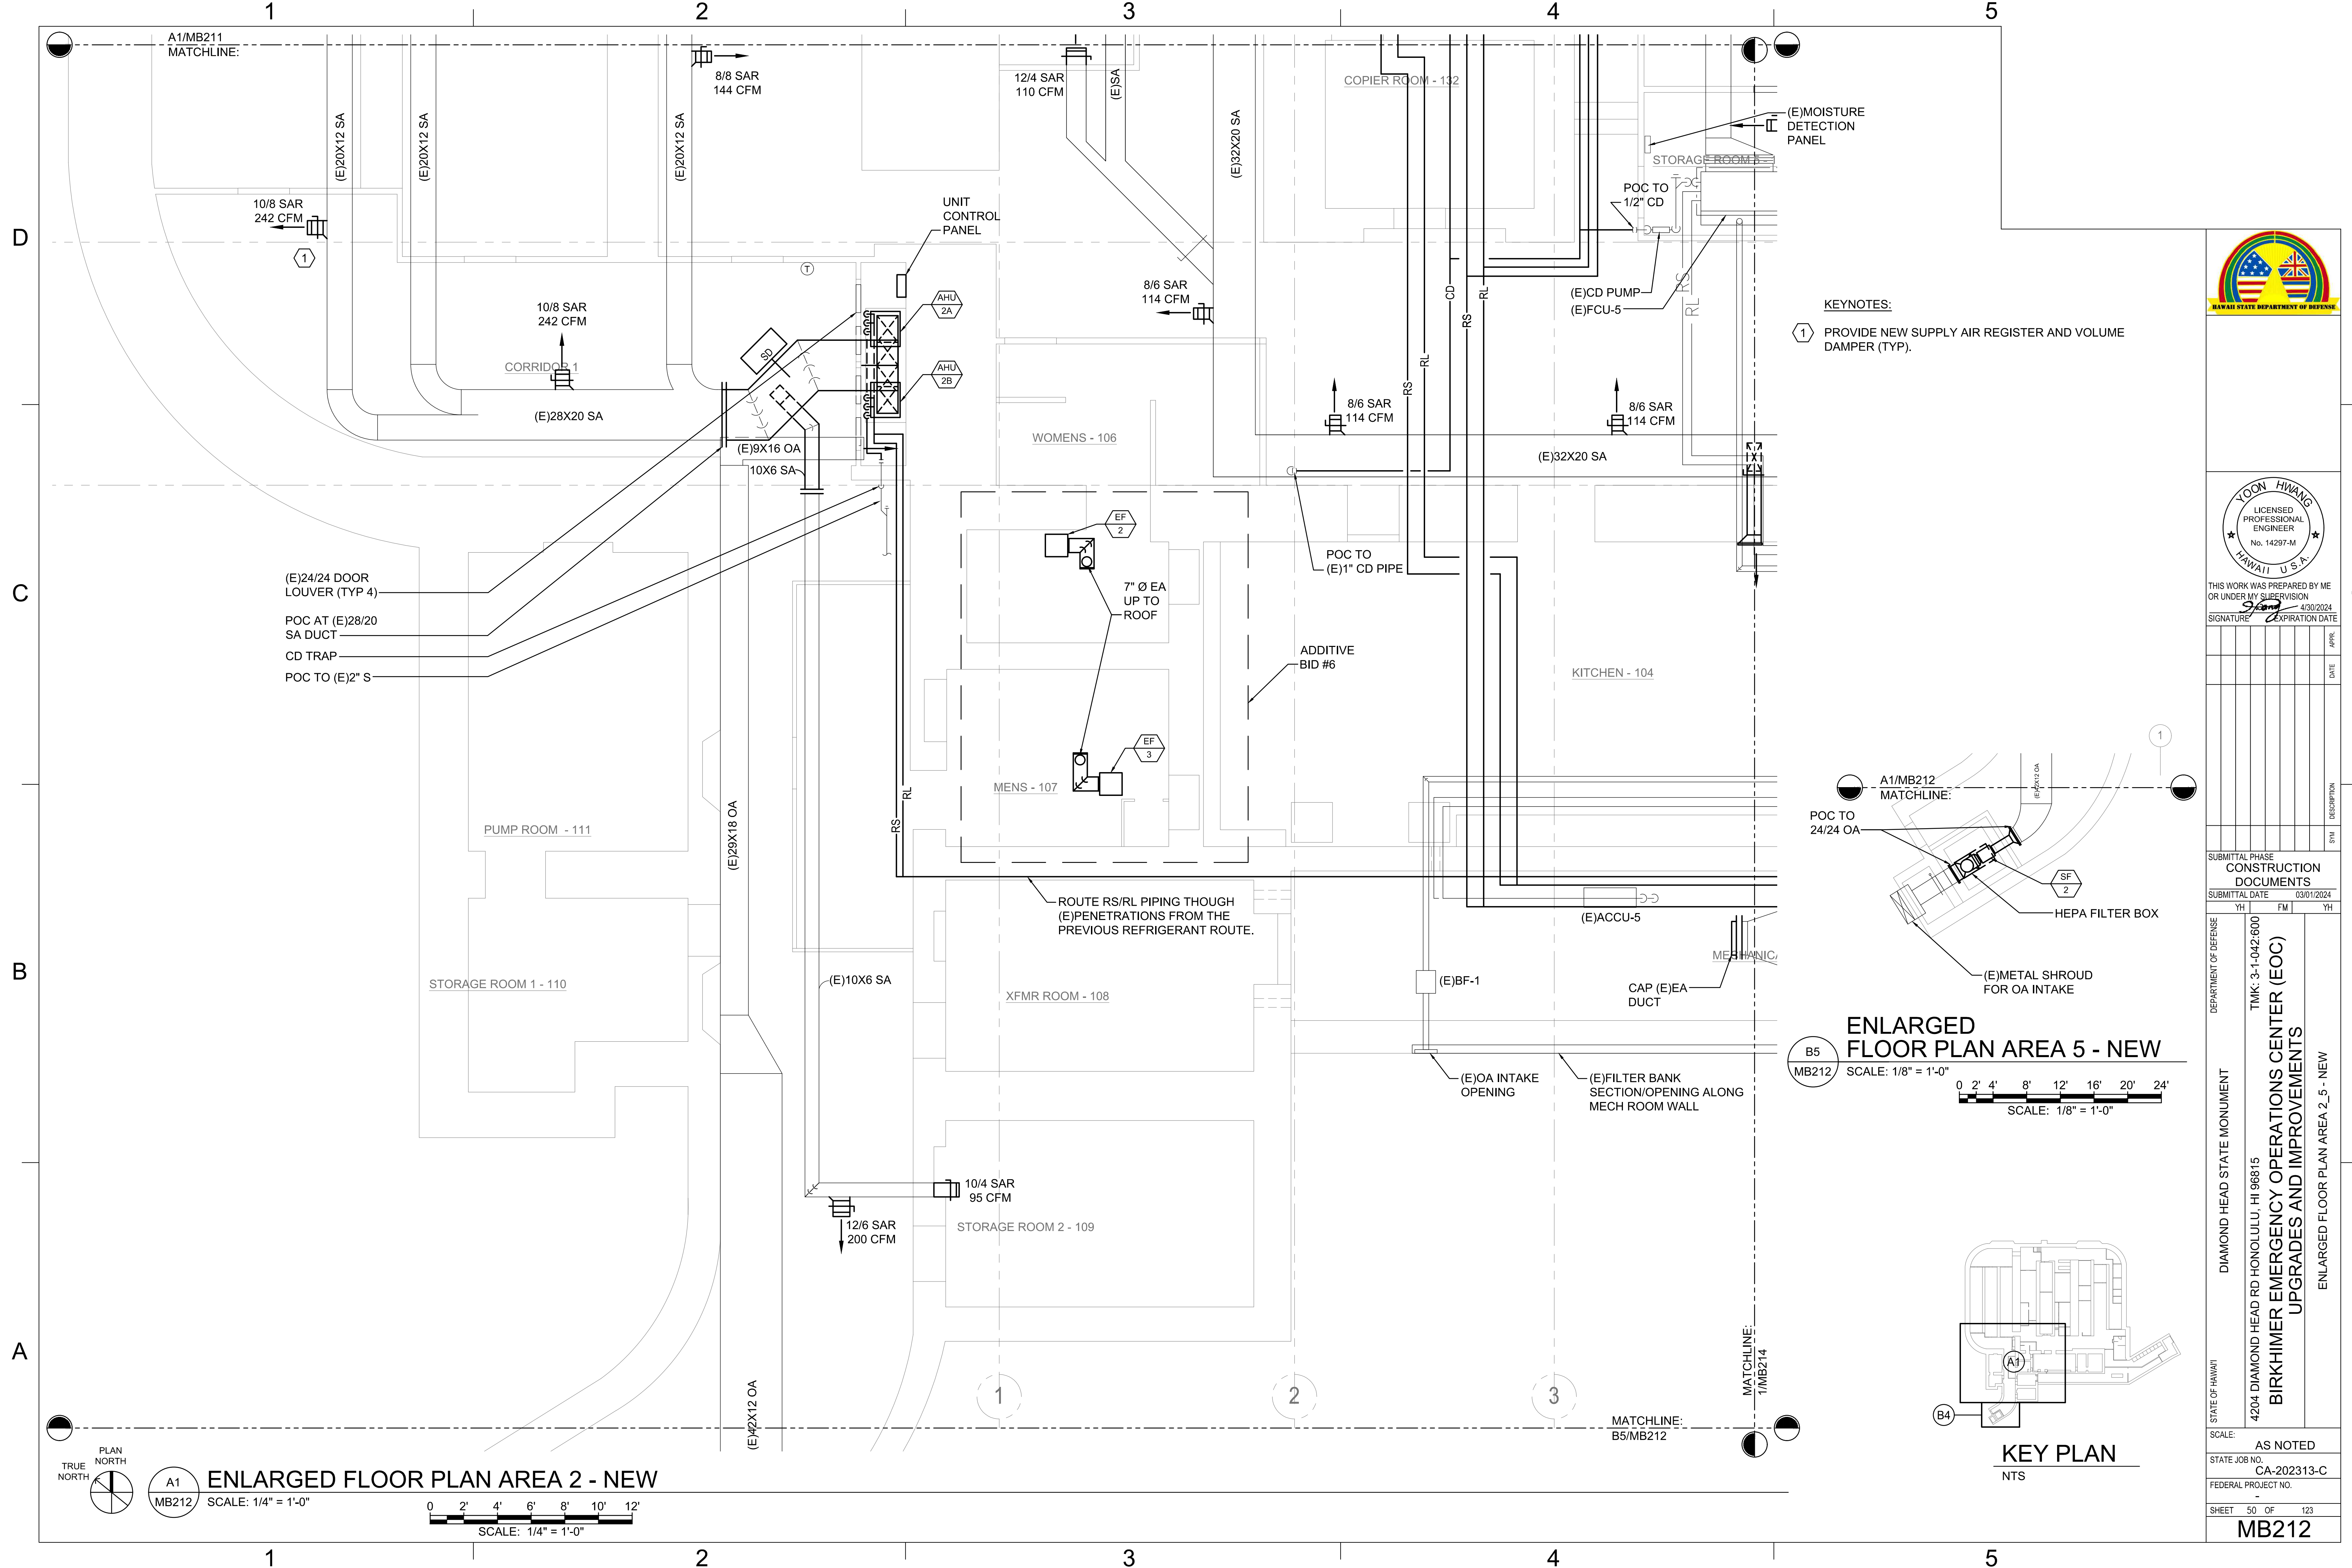 1
2
3
4
5
D
C
B
A
A1/MB211
MATCHLINE:
(E)20X12 SA
(E)20X12 SA
(E)20X12 SA
8/8 SAR
144 CFM
12/4 SAR
110 CFM
(E)SA
(E)32X20 SA
COPIER ROOM - 132
(E)MOISTURE
DETECTION
PANEL
STORAGE ROOM
POC TO
1/2" CD
10/8 SAR
242 CFM
1
UNIT
CONTROL
PANEL
T
10/8 SAR
242 CFM
CORRIDOR 1
SD
AHU
2A
AHU
2B
8/6 SAR
114 CFM
CD
RL
RS
RL
RS
RL
RS
(E)CD PUMP
(E)FCU-5
KEYNOTES:
1
PROVIDE NEW SUPPLY AIR REGISTER AND VOLUME
DAMPER (TYP).
(E)28X20 SA
(E)9X16 OA
10X6 SA
WOMENS - 106
8/6 SAR
114 CFM
8/6 SAR
114 CFM
(E)32X20 SA
EF
2
7" Ø EA
UP TO
ROOF
POC TO
(E)1" CD PIPE
(E)24/24 DOOR
LOUVER (TYP 4)
POC AT (E)28/20
SA DUCT
CD TRAP
POC TO (E)2" S
ADDITIVE
BID #6
KITCHEN - 104
EF
3
MENS - 107
RL
RS
PUMP ROOM - 111
(E)29X18 OA
ROUTE RS/RL PIPING THOUGH
(E)PENETRATIONS FROM THE
PREVIOUS REFRIGERANT ROUTE.
(E)ACCU-5
STORAGE ROOM 1 - 110
(E)10X6 SA
XFMR ROOM - 108
(E)BF-1
CAP (E)EA
DUCT
MECHANICA
(E)OA INTAKE
OPENING
(E)FILTER BANK
SECTION/OPENING ALONG
MECH ROOM WALL
10/4 SAR
95 CFM
12/6 SAR
200 CFM
STORAGE ROOM 2 - 109
(E)42X12 OA
1
2
3
MATCHLINE:
1/MB214
MATCHLINE:
B5/MB212
PLAN
NORTH
TRUE
NORTH
A1
MB212
ENLARGED FLOOR PLAN AREA 2 - NEW
SCALE: 1/4" = 1'-0"
0 2' 4' 6' 8' 10' 12'
SCALE: 1/4" = 1'-0"
1
A1/MB212
MATCHLINE:
(E)42X12 OA
POC TO
24/24 OA
SF
2
HEPA FILTER BOX
(E)METAL SHROUD
FOR OA INTAKE
B5
MB212
ENLARGED
FLOOR PLAN AREA 5 - NEW
SCALE: 1/8" = 1'-0"
0 2' 4' 8' 12' 16' 20' 24'
SCALE: 1/8" = 1'-0"
A1
B4
KEY PLAN
NTS
HAWAII STATE DEPARTMENT OF DEFENSE
YOON HWANG
LICENSED
PROFESSIONAL
ENGINEER
No. 14297-M
HAWAII U.S.A.
THIS WORK WAS PREPARED BY ME
OR UNDER MY SUPERVISION
4/30/2024
SIGNATURE EXPIRATION DATE
APPR.
DATE
DESCRIPTION
SYM
SUBMITTAL PHASE
CONSTRUCTION
DOCUMENTS
SUBMITTAL DATE 03/01/2024
YH FM YH
DEPARTMENT OF DEFENSE
DIAMOND HEAD STATE MONUMENT
STATE OF HAWAI'I
TMK: 3-1-042:600
4204 DIAMOND HEAD RD HONOLULU, HI 96815
BIRKHIMER EMERGENCY OPERATIONS CENTER (EOC)
UPGRADES AND IMPROVEMENTS
ENLARGED FLOOR PLAN AREA 2_5 - NEW
SCALE:
AS NOTED
STATE JOB NO.
CA-202313-C
FEDERAL PROJECT NO.
-
SHEET 50 OF 123
MB212
1
2
3
4
5